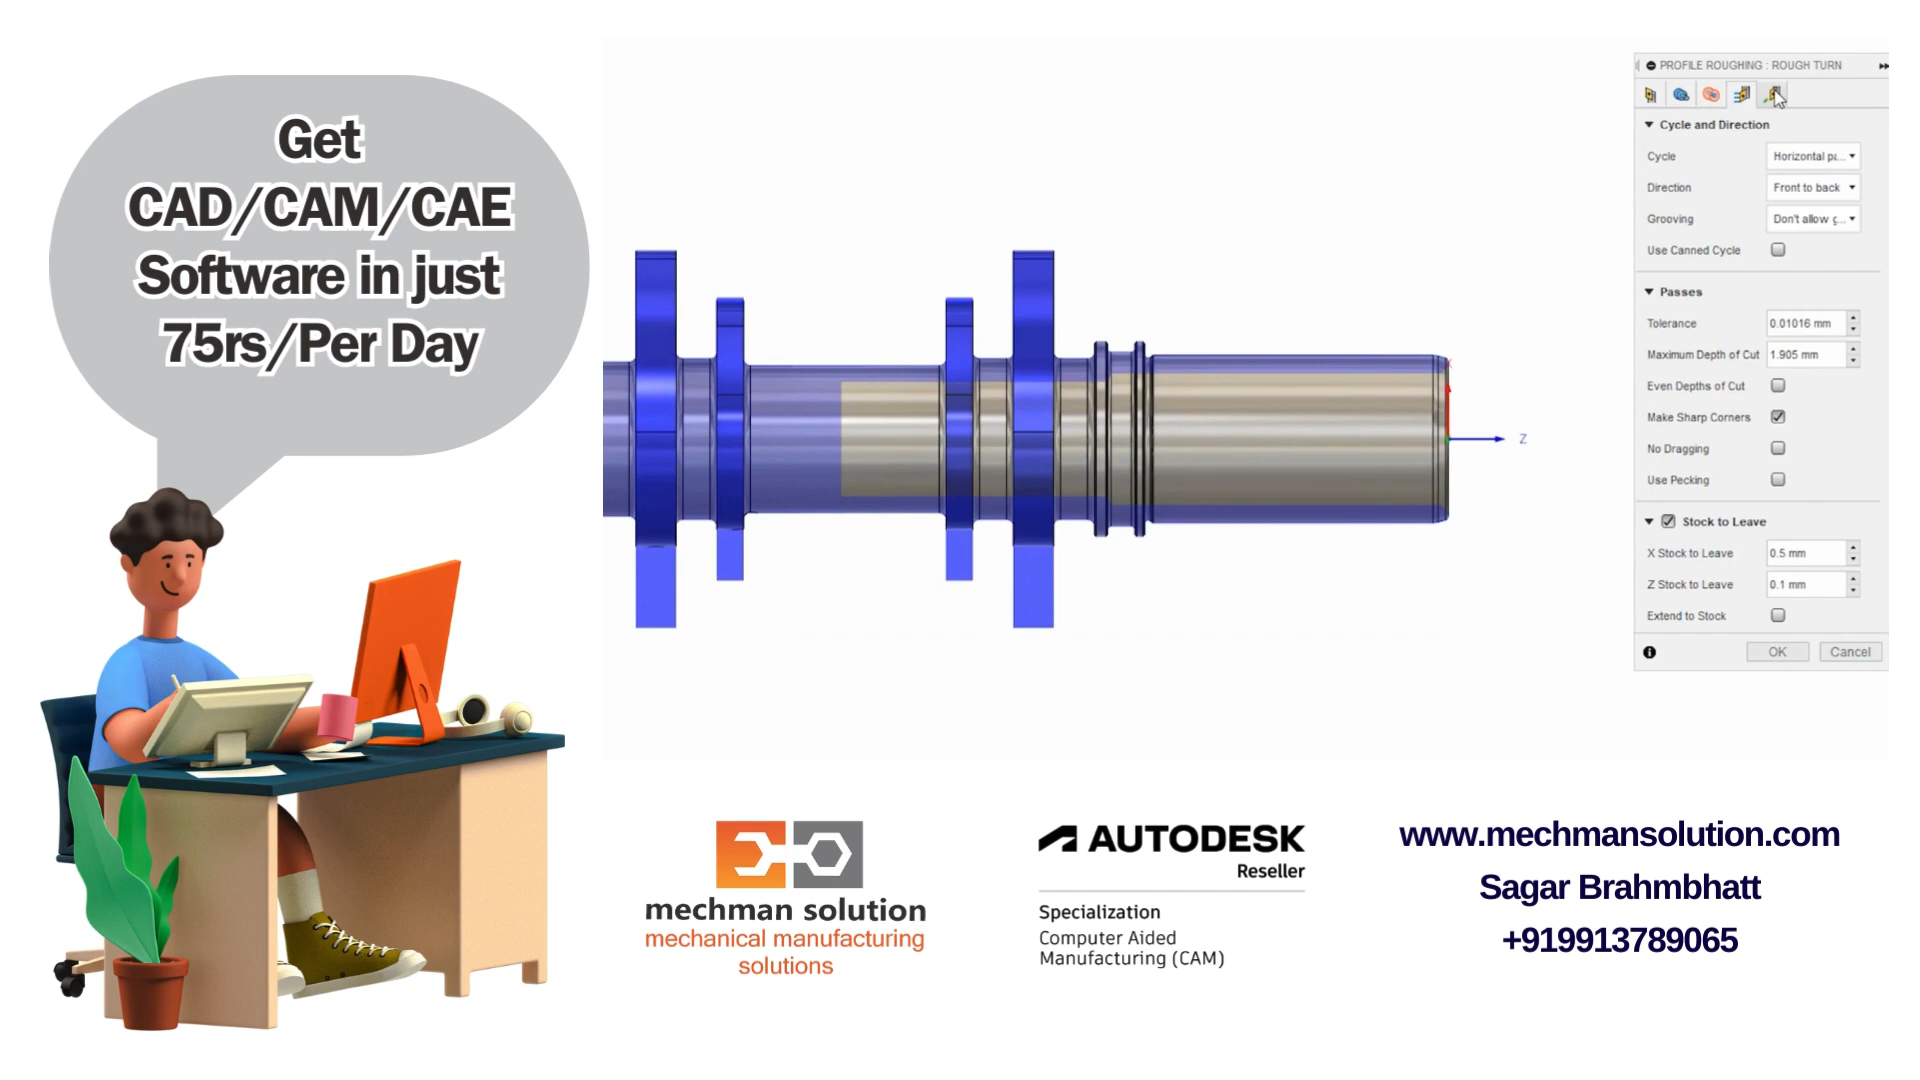 Get
CAD/CAM/CAE
Software in just
75rs/Per Day
PROFILE ROUGHING : ROUGH TURN
Cycle and Direction
Cycle Horizontal pa...
Direction Front to back
Grooving Don't allow g...
Use Canned Cycle
Passes
Tolerance 0.01016 mm
Maximum Depth of Cut 1.905 mm
Even Depths of Cut
Make Sharp Corners
No Dragging
Use Pecking
Stock to Leave
X Stock to Leave 0.5 mm
Z Stock to Leave 0.1 mm
Extend to Stock
OK Cancel
X
Z
mechman solution
mechanical manufacturing
solutions
AUTODESK
Reseller
Specialization
Computer Aided
Manufacturing (CAM)
www.mechmansolution.com
Sagar Brahmbhatt
+919913789065